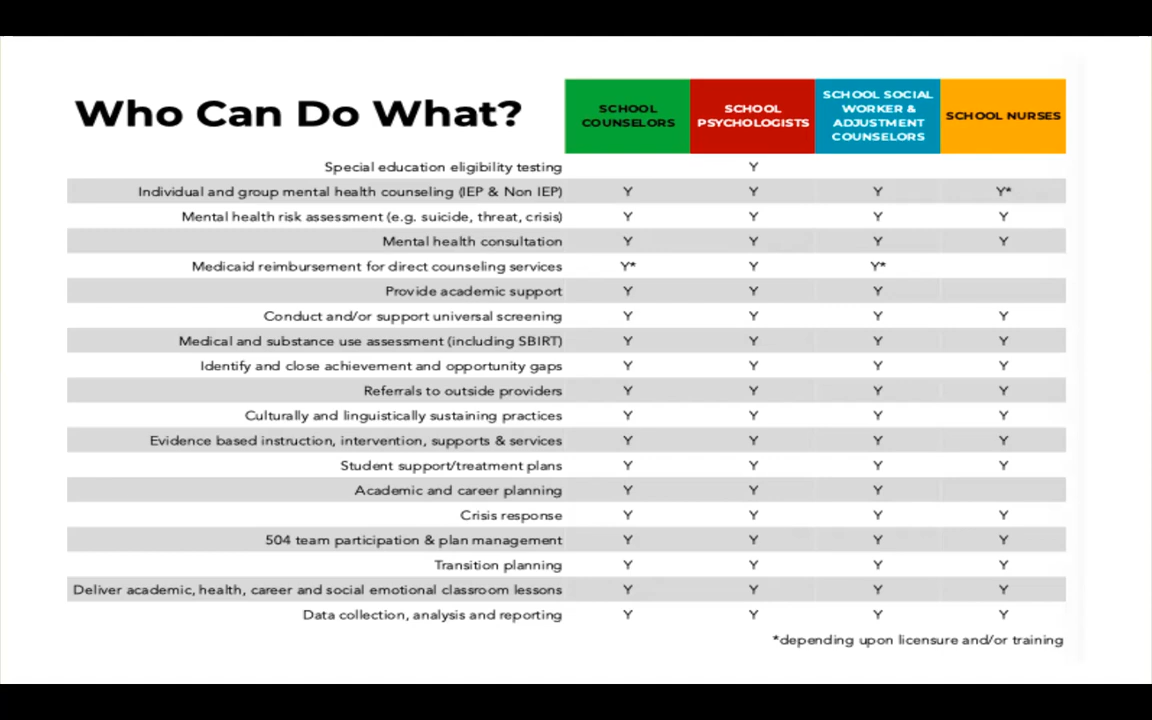 Who Can Do What?
SCHOOL COUNSELORS
SCHOOL PSYCHOLOGISTS
SCHOOL SOCIAL WORKER & ADJUSTMENT COUNSELORS
SCHOOL NURSES
Special education eligibility testing Y
Individual and group mental health counseling (IEP & Non IEP) Y Y Y Y*
Mental health risk assessment (e.g. suicide, threat, crisis) Y Y Y Y
Mental health consultation Y Y Y Y
Medicaid reimbursement for direct counseling services Y* Y Y*
Provide academic support Y Y Y
Conduct and/or support universal screening Y Y Y Y
Medical and substance use assessment (including SBIRT) Y Y Y Y
Identify and close achievement and opportunity gaps Y Y Y Y
Referrals to outside providers Y Y Y Y
Culturally and linguistically sustaining practices Y Y Y Y
Evidence based instruction, intervention, supports & services Y Y Y Y
Student support/treatment plans Y Y Y Y
Academic and career planning Y Y Y
Crisis response Y Y Y Y
504 team participation & plan management Y Y Y Y
Transition planning Y Y Y Y
Deliver academic, health, career and social emotional classroom lessons Y Y Y Y
Data collection, analysis and reporting Y Y Y Y
*depending upon licensure and/or training